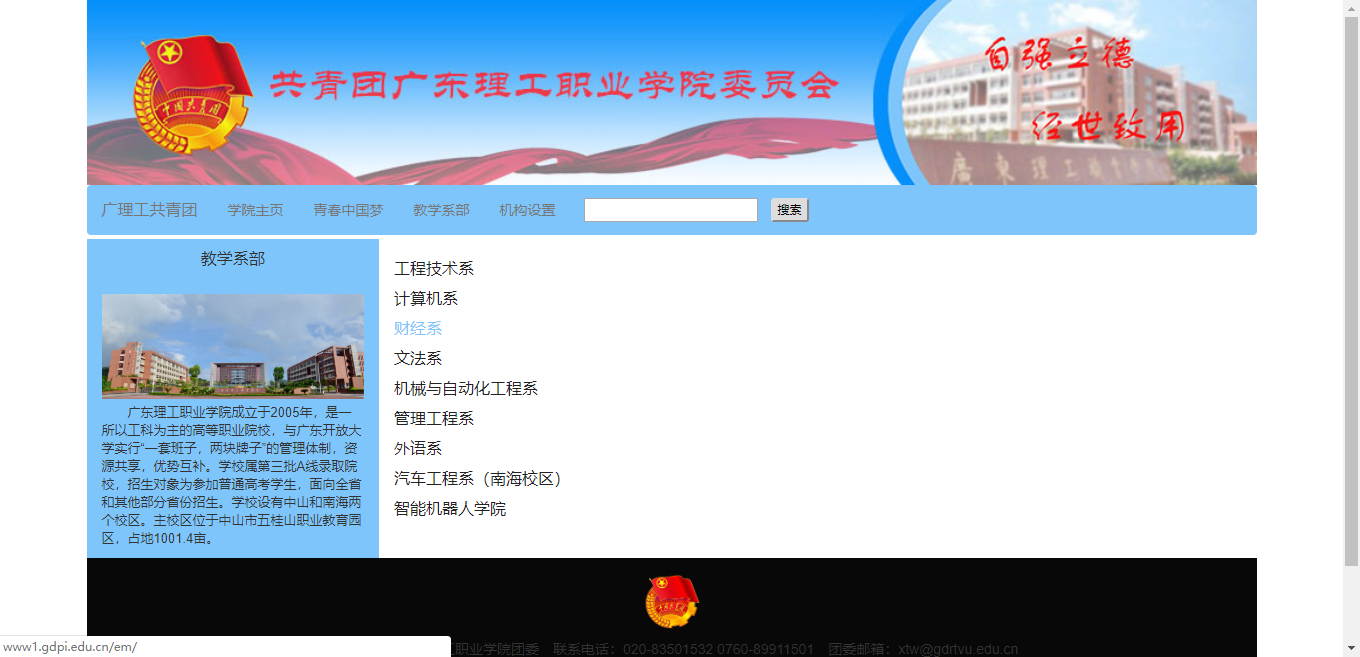 自强立德
共青团广东理工职业学院委员会
中国共青团
经世致用
廣東理工職業學院
广理工共青团 学院主页 青春中国梦 教学系部 机构设置 搜索
教学系部
广东理工职业学院成立于2005年，是一
所以工科为主的高等职业院校，与广东开放大
学实行“一套班子，两块牌子”的管理体制，资
源共享，优势互补。学校属第三批A线录取院
校，招生对象为参加普通高考学生，面向全省
和其他部分省份招生。学校设有中山和南海两
个校区。主校区位于中山市五桂山职业教育园
区，占地1001.4亩。
工程技术系
计算机系
财经系
文法系
机械与自动化工程系
管理工程系
外语系
汽车工程系（南海校区）
智能机器人学院
职业学院团委 联系电话：020-83501532 0760-89911501 团委邮箱：xtw@gdrtvu.edu.cn
www1.gdpi.edu.cn/em/